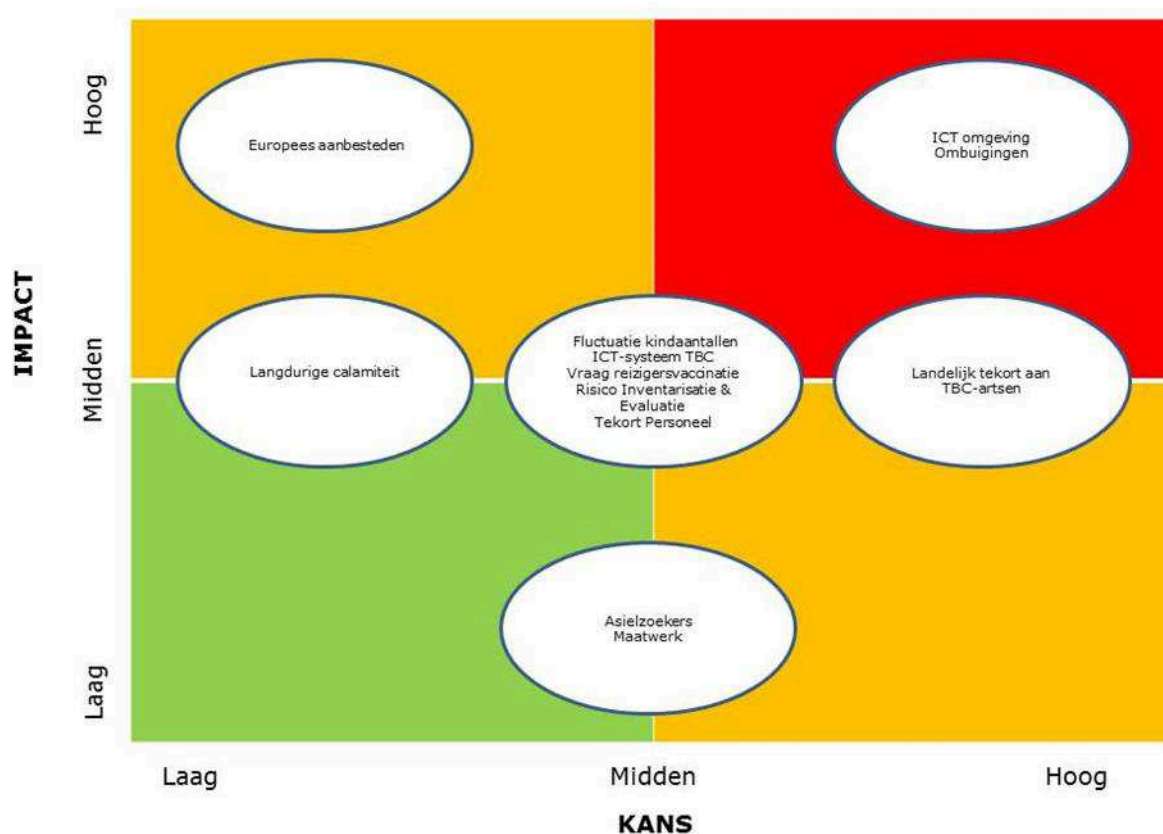 Hoog
Europees aanbesteden
ICT omgeving
Ombuigingen
IMPACT
Midden
Langdurige calamiteit
Fluctuatie kindaantallen
ICT-systeem TBC
Vraag reizigersvaccinatie
Risico Inventarisatie &
Evaluatie
Tekort Personeel
Landelijk tekort aan
TBC-artsen
Laag
Asielzoekers
Maatwerk
Laag
Midden
Hoog
KANS